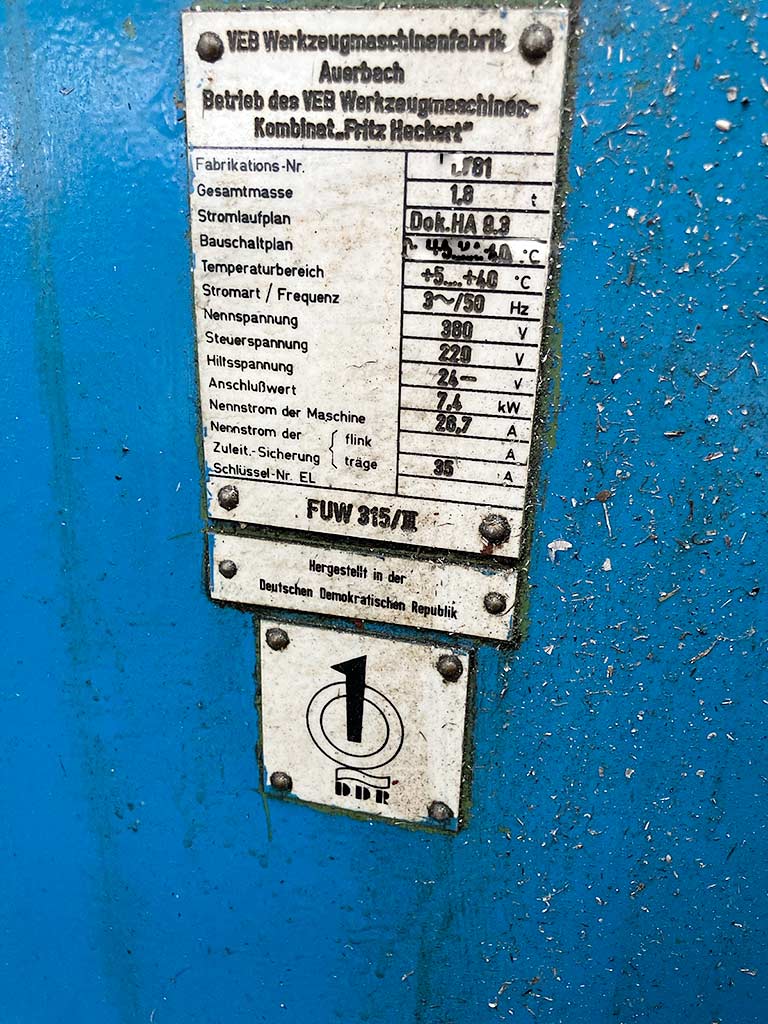 VEB Werkzeugmaschinenfabrik
Auerbach
Betrieb des VEB Werkzeugmaschinen-
Kombinat „Fritz Heckert“
Fabrikations-Nr.
Gesamtmasse 1,8 t
Stromlaufplan Dok.HA 9.3
Bauschaltplan °C
Temperaturbereich +5....+40 °C
Stromart / Frequenz 3~/50 Hz
Nennspannung 380 V
Steuerspannung 220 V
Hilfsspannung 24– V
Anschlußwert 7,4 kW
Nennstrom der Maschine 26,7 A
Nennstrom der { flink A
Zuleit.-Sicherung { träge 35 A
Schlüssel-Nr. EL
FUW 315/III
Hergestellt in der
Deutschen Demokratischen Republik
1
DDR